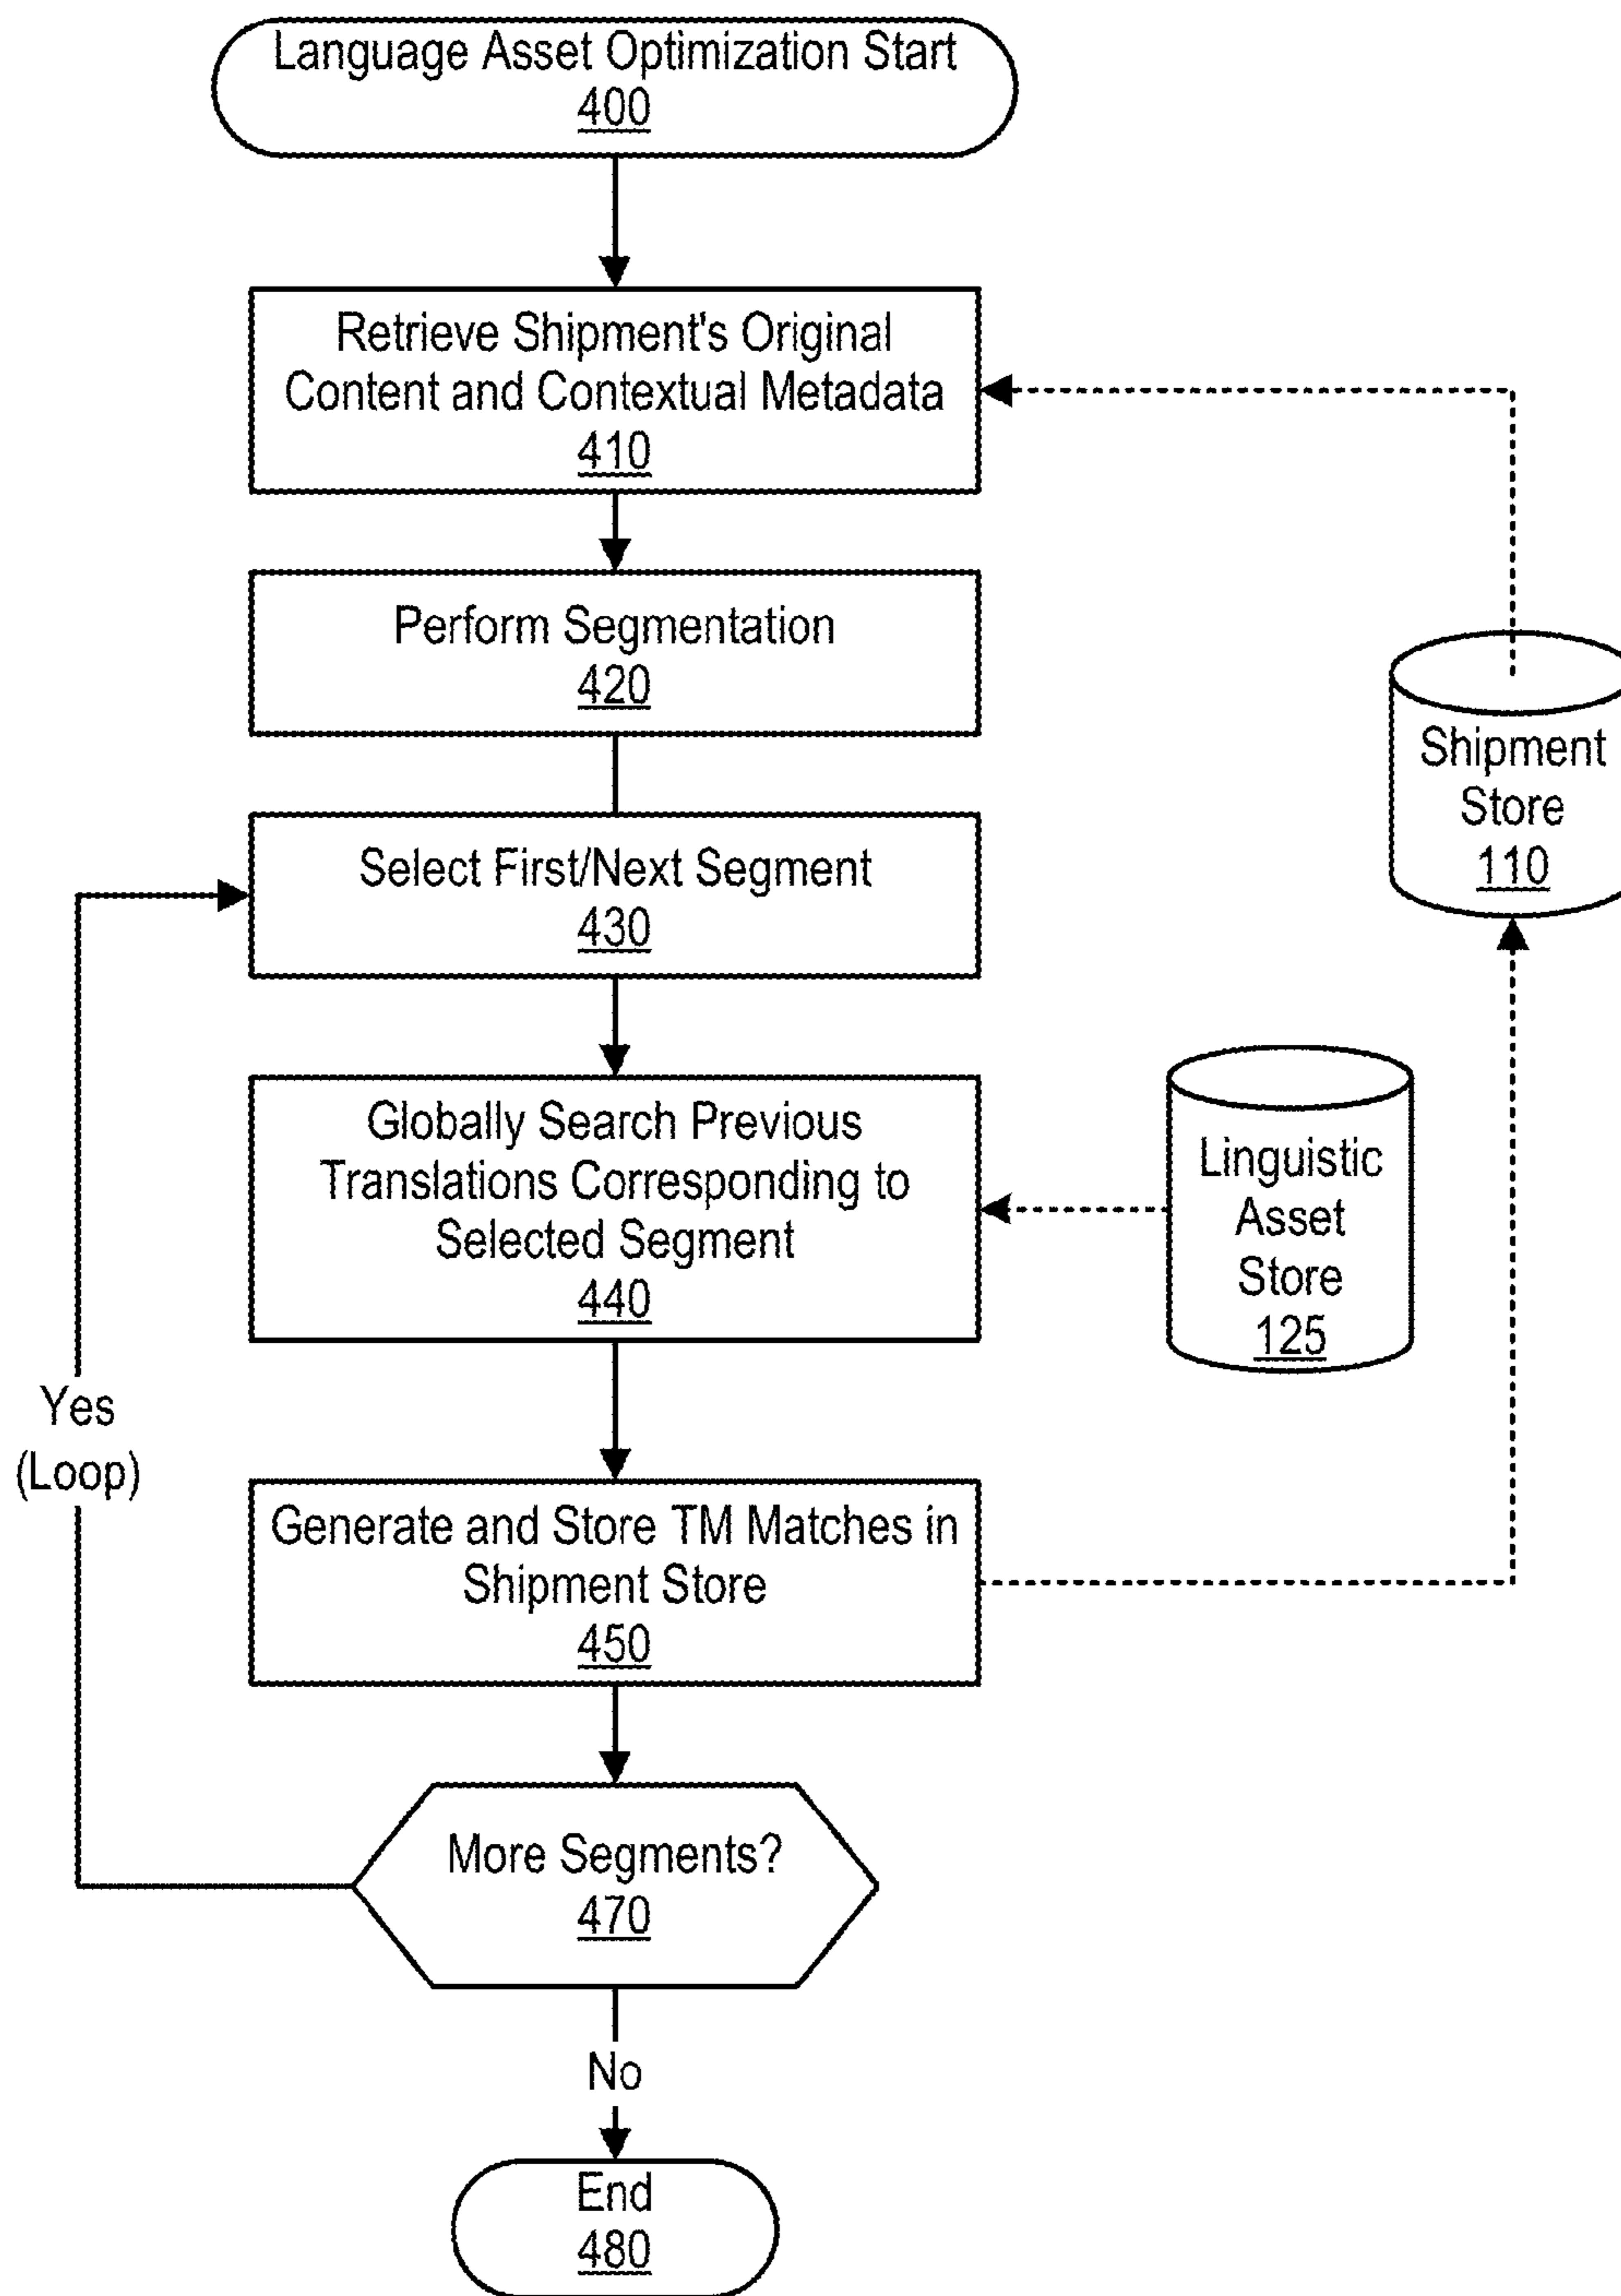 Language Asset Optimization Start
400
Retrieve Shipment's Original
Content and Contextual Metadata
410
Perform Segmentation
420
Shipment
Store
110
Select First/Next Segment
430
Globally Search Previous
Translations Corresponding to
Selected Segment
440
Linguistic
Asset
Store
125
Yes
(Loop)
Generate and Store TM Matches in
Shipment Store
450
More Segments?
470
No
End
480